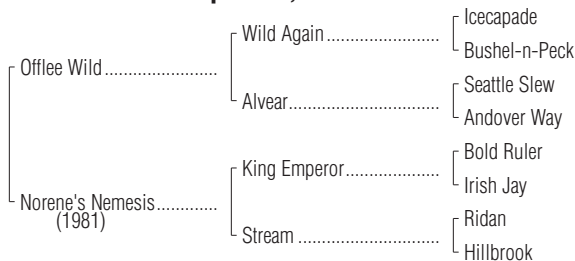 Icecapade
Wild Again
Bushel-n-Peck
Offlee Wild
Seattle Slew
Alvear
Andover Way
Bold Ruler
King Emperor
Irish Jay
Norene's Nemesis
(1981)
Ridan
Stream
Hillbrook